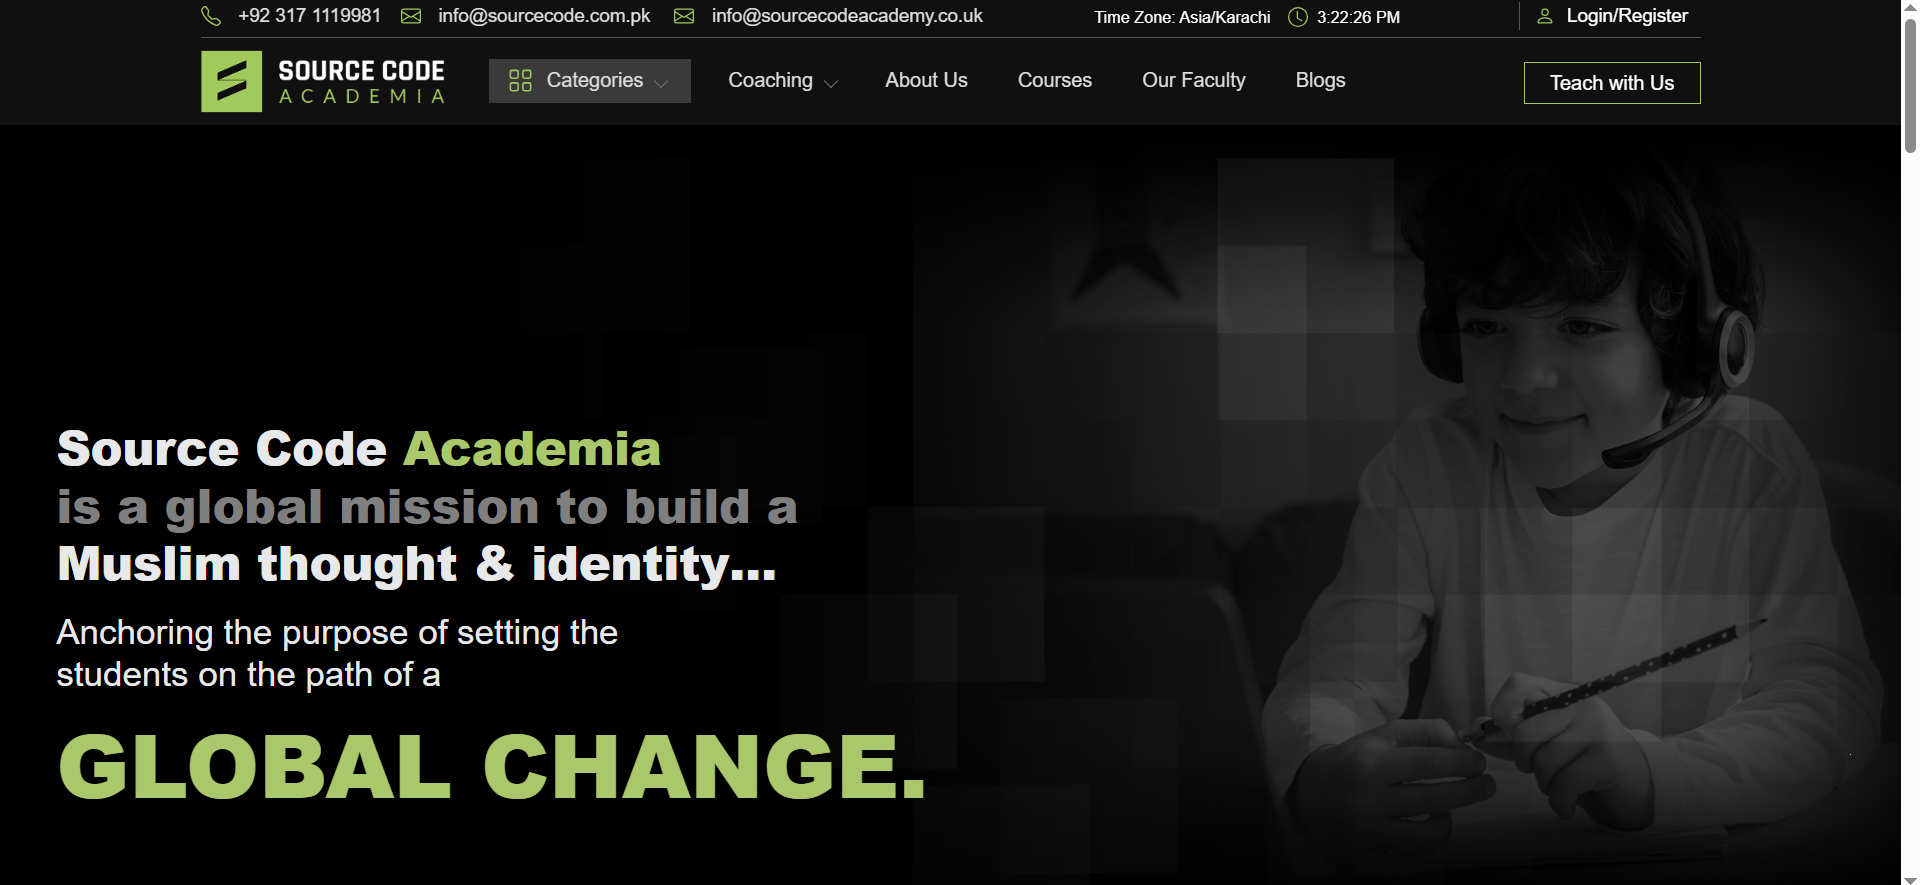 +92 317 1119981 info@sourcecode.com.pk info@sourcecodeacademy.co.uk Time Zone: Asia/Karachi 3:22:26 PM Login/Register
SOURCE CODE
ACADEMIA
Categories Coaching About Us Courses Our Faculty Blogs Teach with Us
Source Code Academia
is a global mission to build a
Muslim thought & identity...
Anchoring the purpose of setting the
students on the path of a
GLOBAL CHANGE.